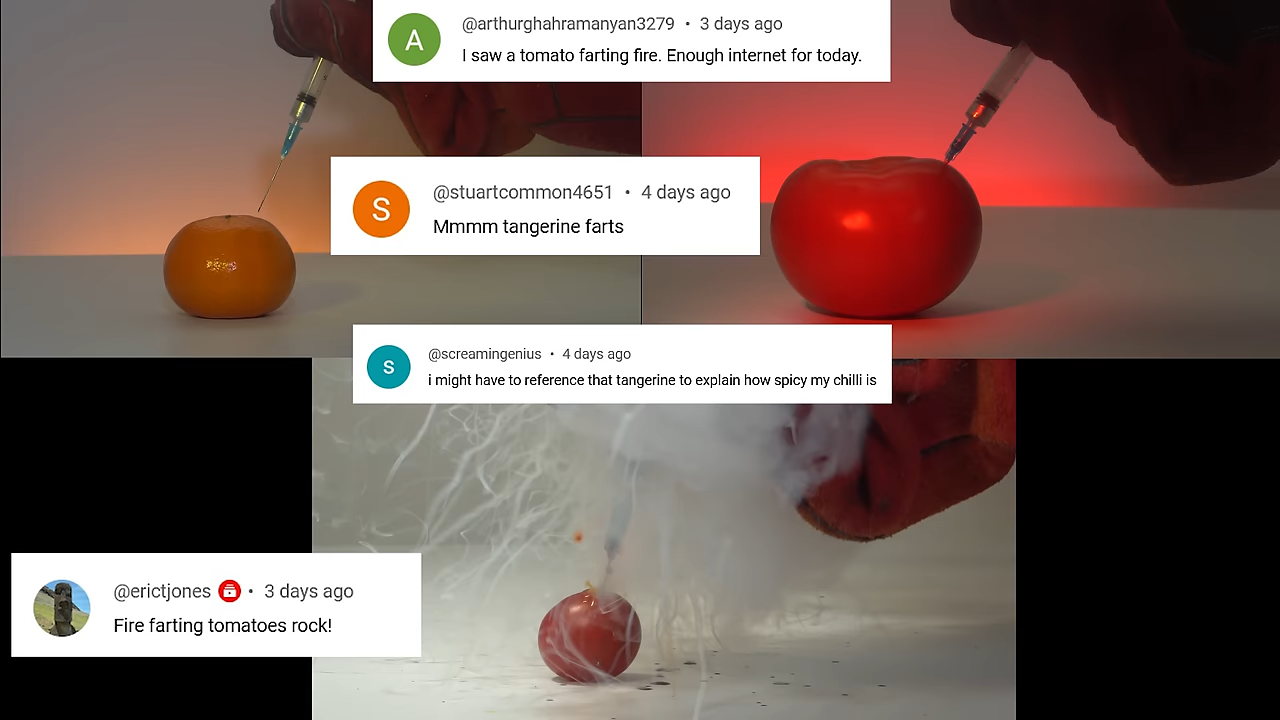 A
@arthurghahramanyan3279 • 3 days ago
I saw a tomato farting fire. Enough internet for today.
S
@stuartcommon4651 • 4 days ago
Mmmm tangerine farts
S
@screamingenius • 4 days ago
i might have to reference that tangerine to explain how spicy my chilli is
@erictjones • 3 days ago
Fire farting tomatoes rock!